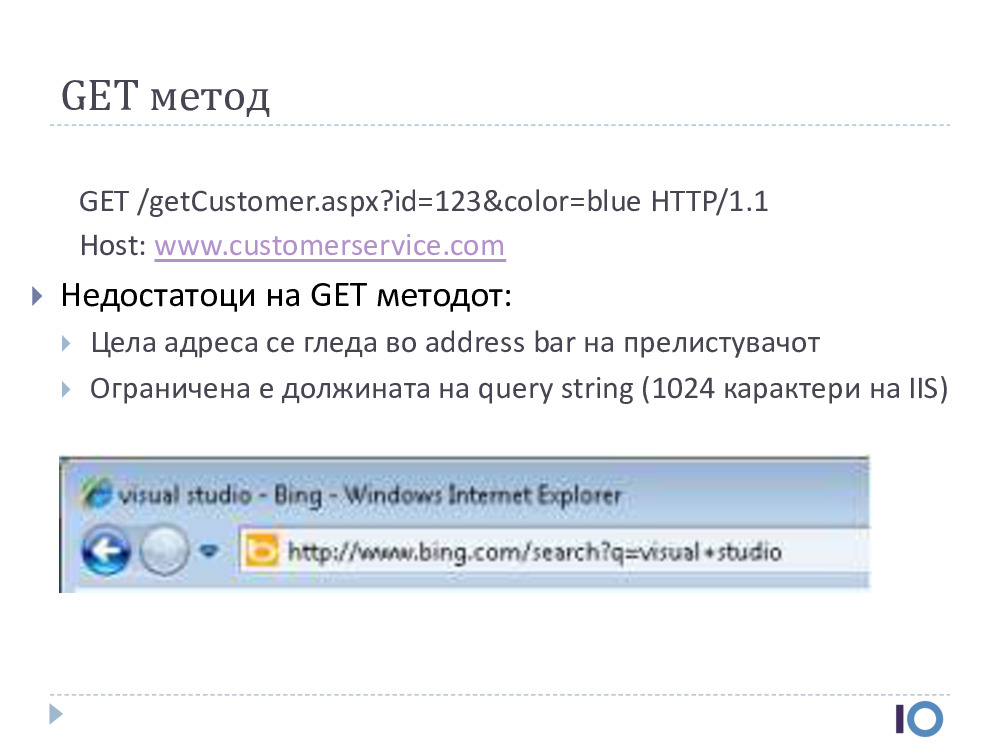 GET метод
GET /getCustomer.aspx?id=123&color=blue HTTP/1.1
Host: www.customerservice.com
Недостатоци на GET методот:
Цела адреса се гледа во address bar на прелистувачот
Ограничена е должината на query string (1024 карактери на IIS)
visual studio - Bing - Windows Internet Explorer
http://www.bing.com/search?q=visual+studio
IO